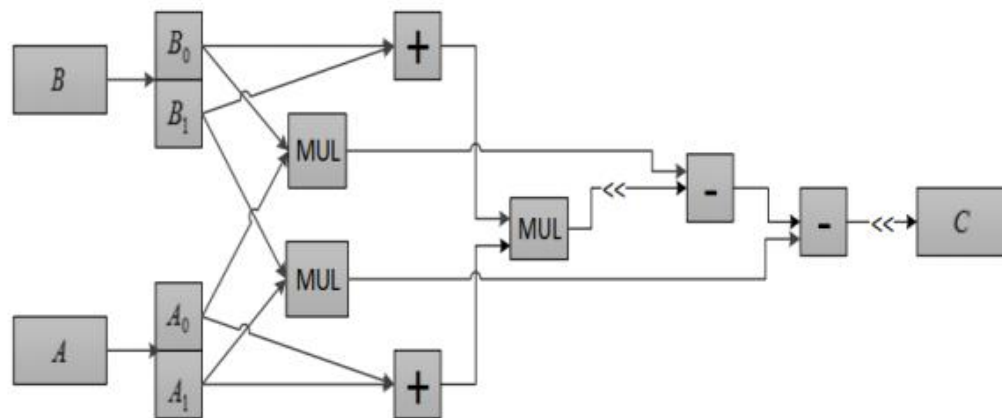 B
B₀
B₁
+
MUL
<<
-
MUL
-
<<
C
MUL
A
A₀
A₁
+